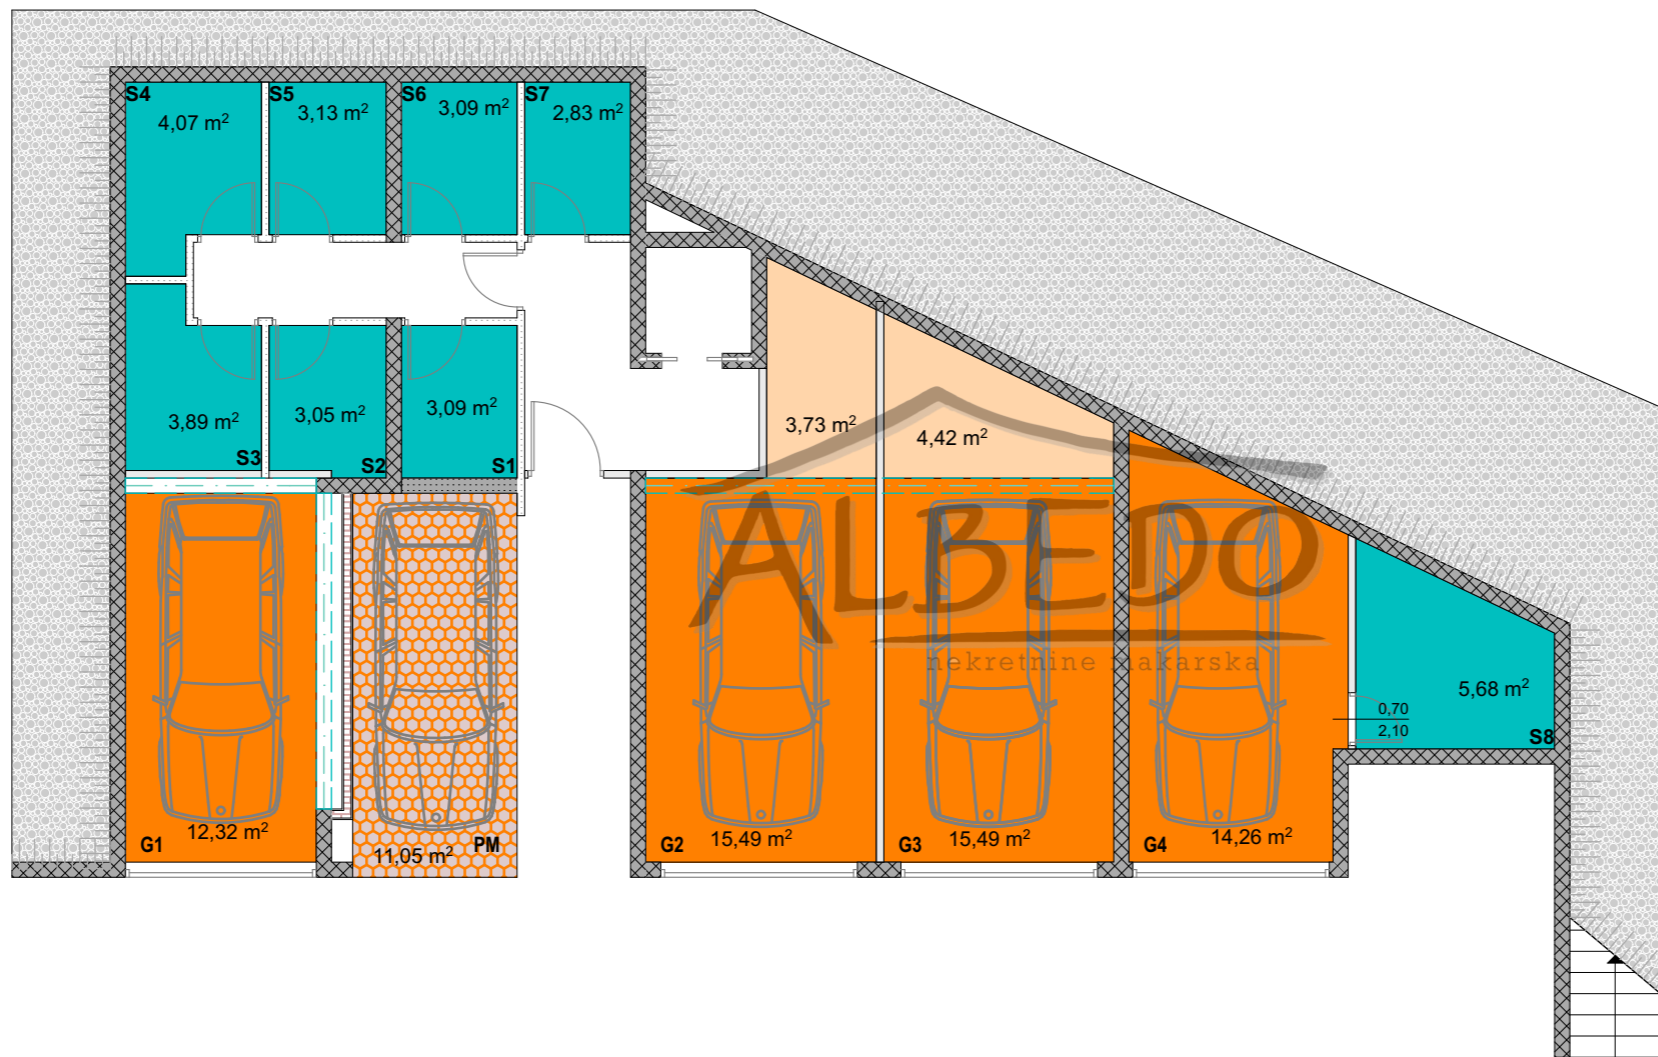 S4
4,07 m²
S5
3,13 m²
S6
3,09 m²
S7
2,83 m²
3,89 m²
S3
3,05 m²
S2
3,09 m²
S1
3,73 m²
4,42 m²
ALBEDO
nekretnine makarska
5,68 m²
0,70
2,10
S8
G1
12,32 m²
11,05 m²
PM
G2
15,49 m²
G3
15,49 m²
G4
14,26 m²